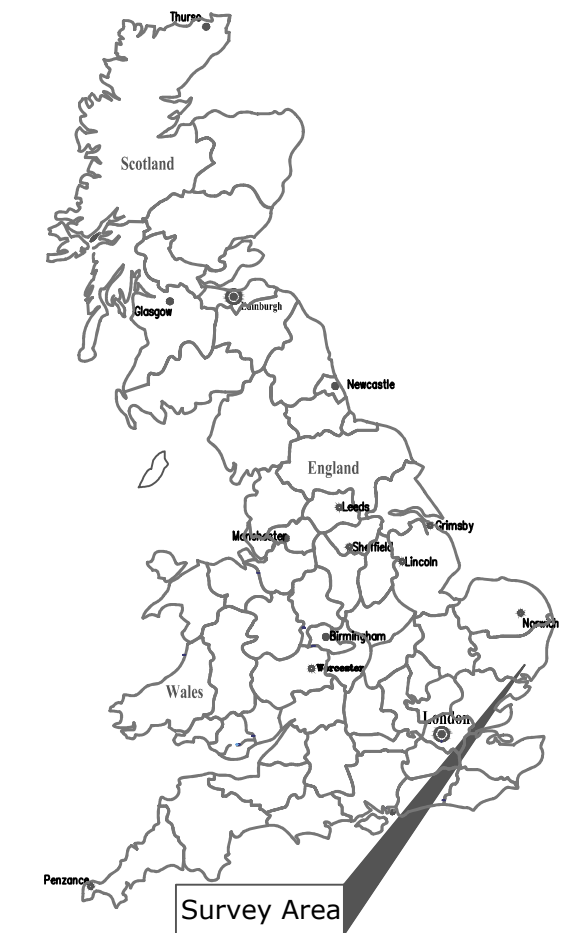 Thurso
Scotland
Edinburgh
Glasgow
Newcastle
England
Leeds
Grimsby
Manchester
Sheffield
Lincoln
Norwich
Birmingham
Worcester
Wales
London
Penzance
Survey Area